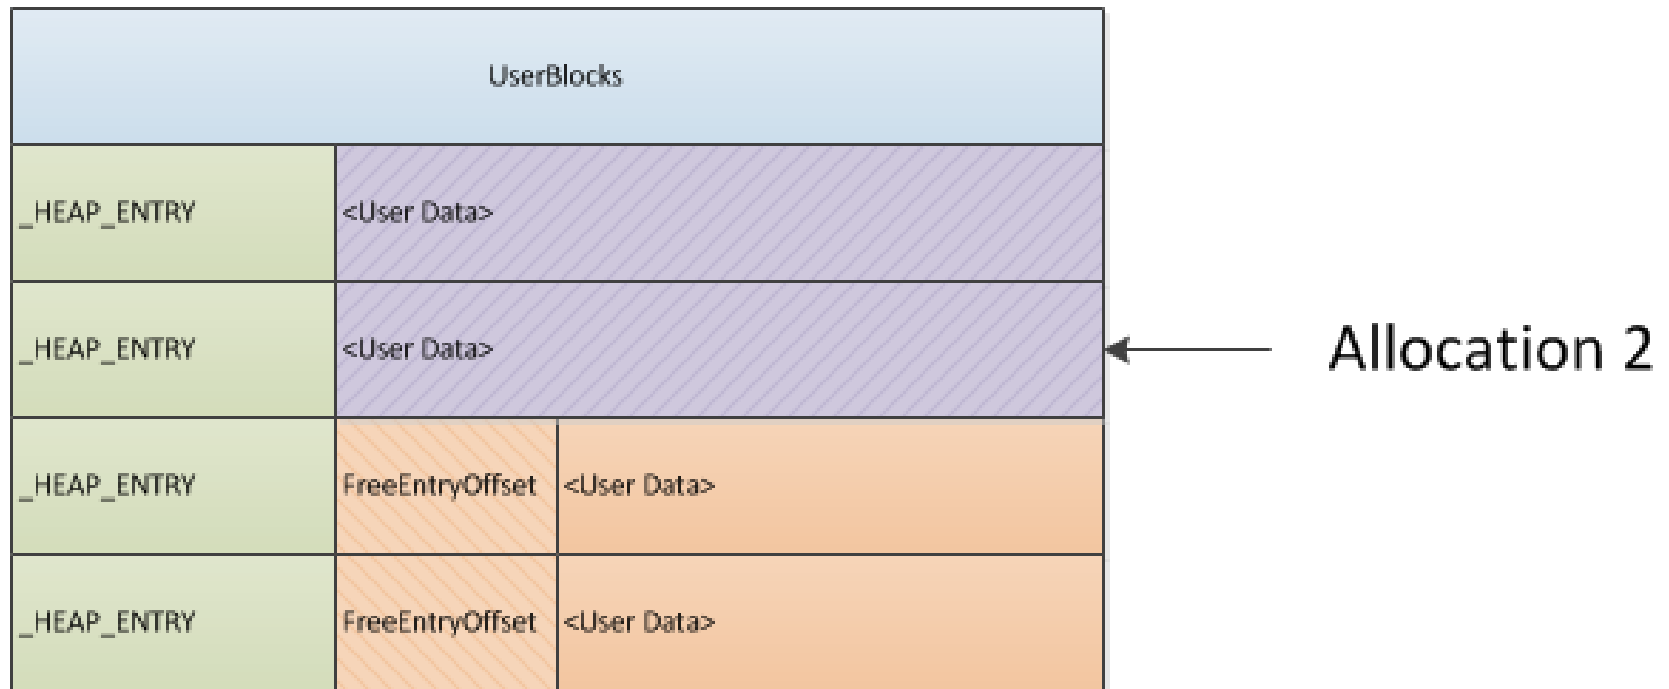 UserBlocks
_HEAP_ENTRY <User Data>
_HEAP_ENTRY <User Data> Allocation 2
_HEAP_ENTRY FreeEntryOffset <User Data>
_HEAP_ENTRY FreeEntryOffset <User Data>